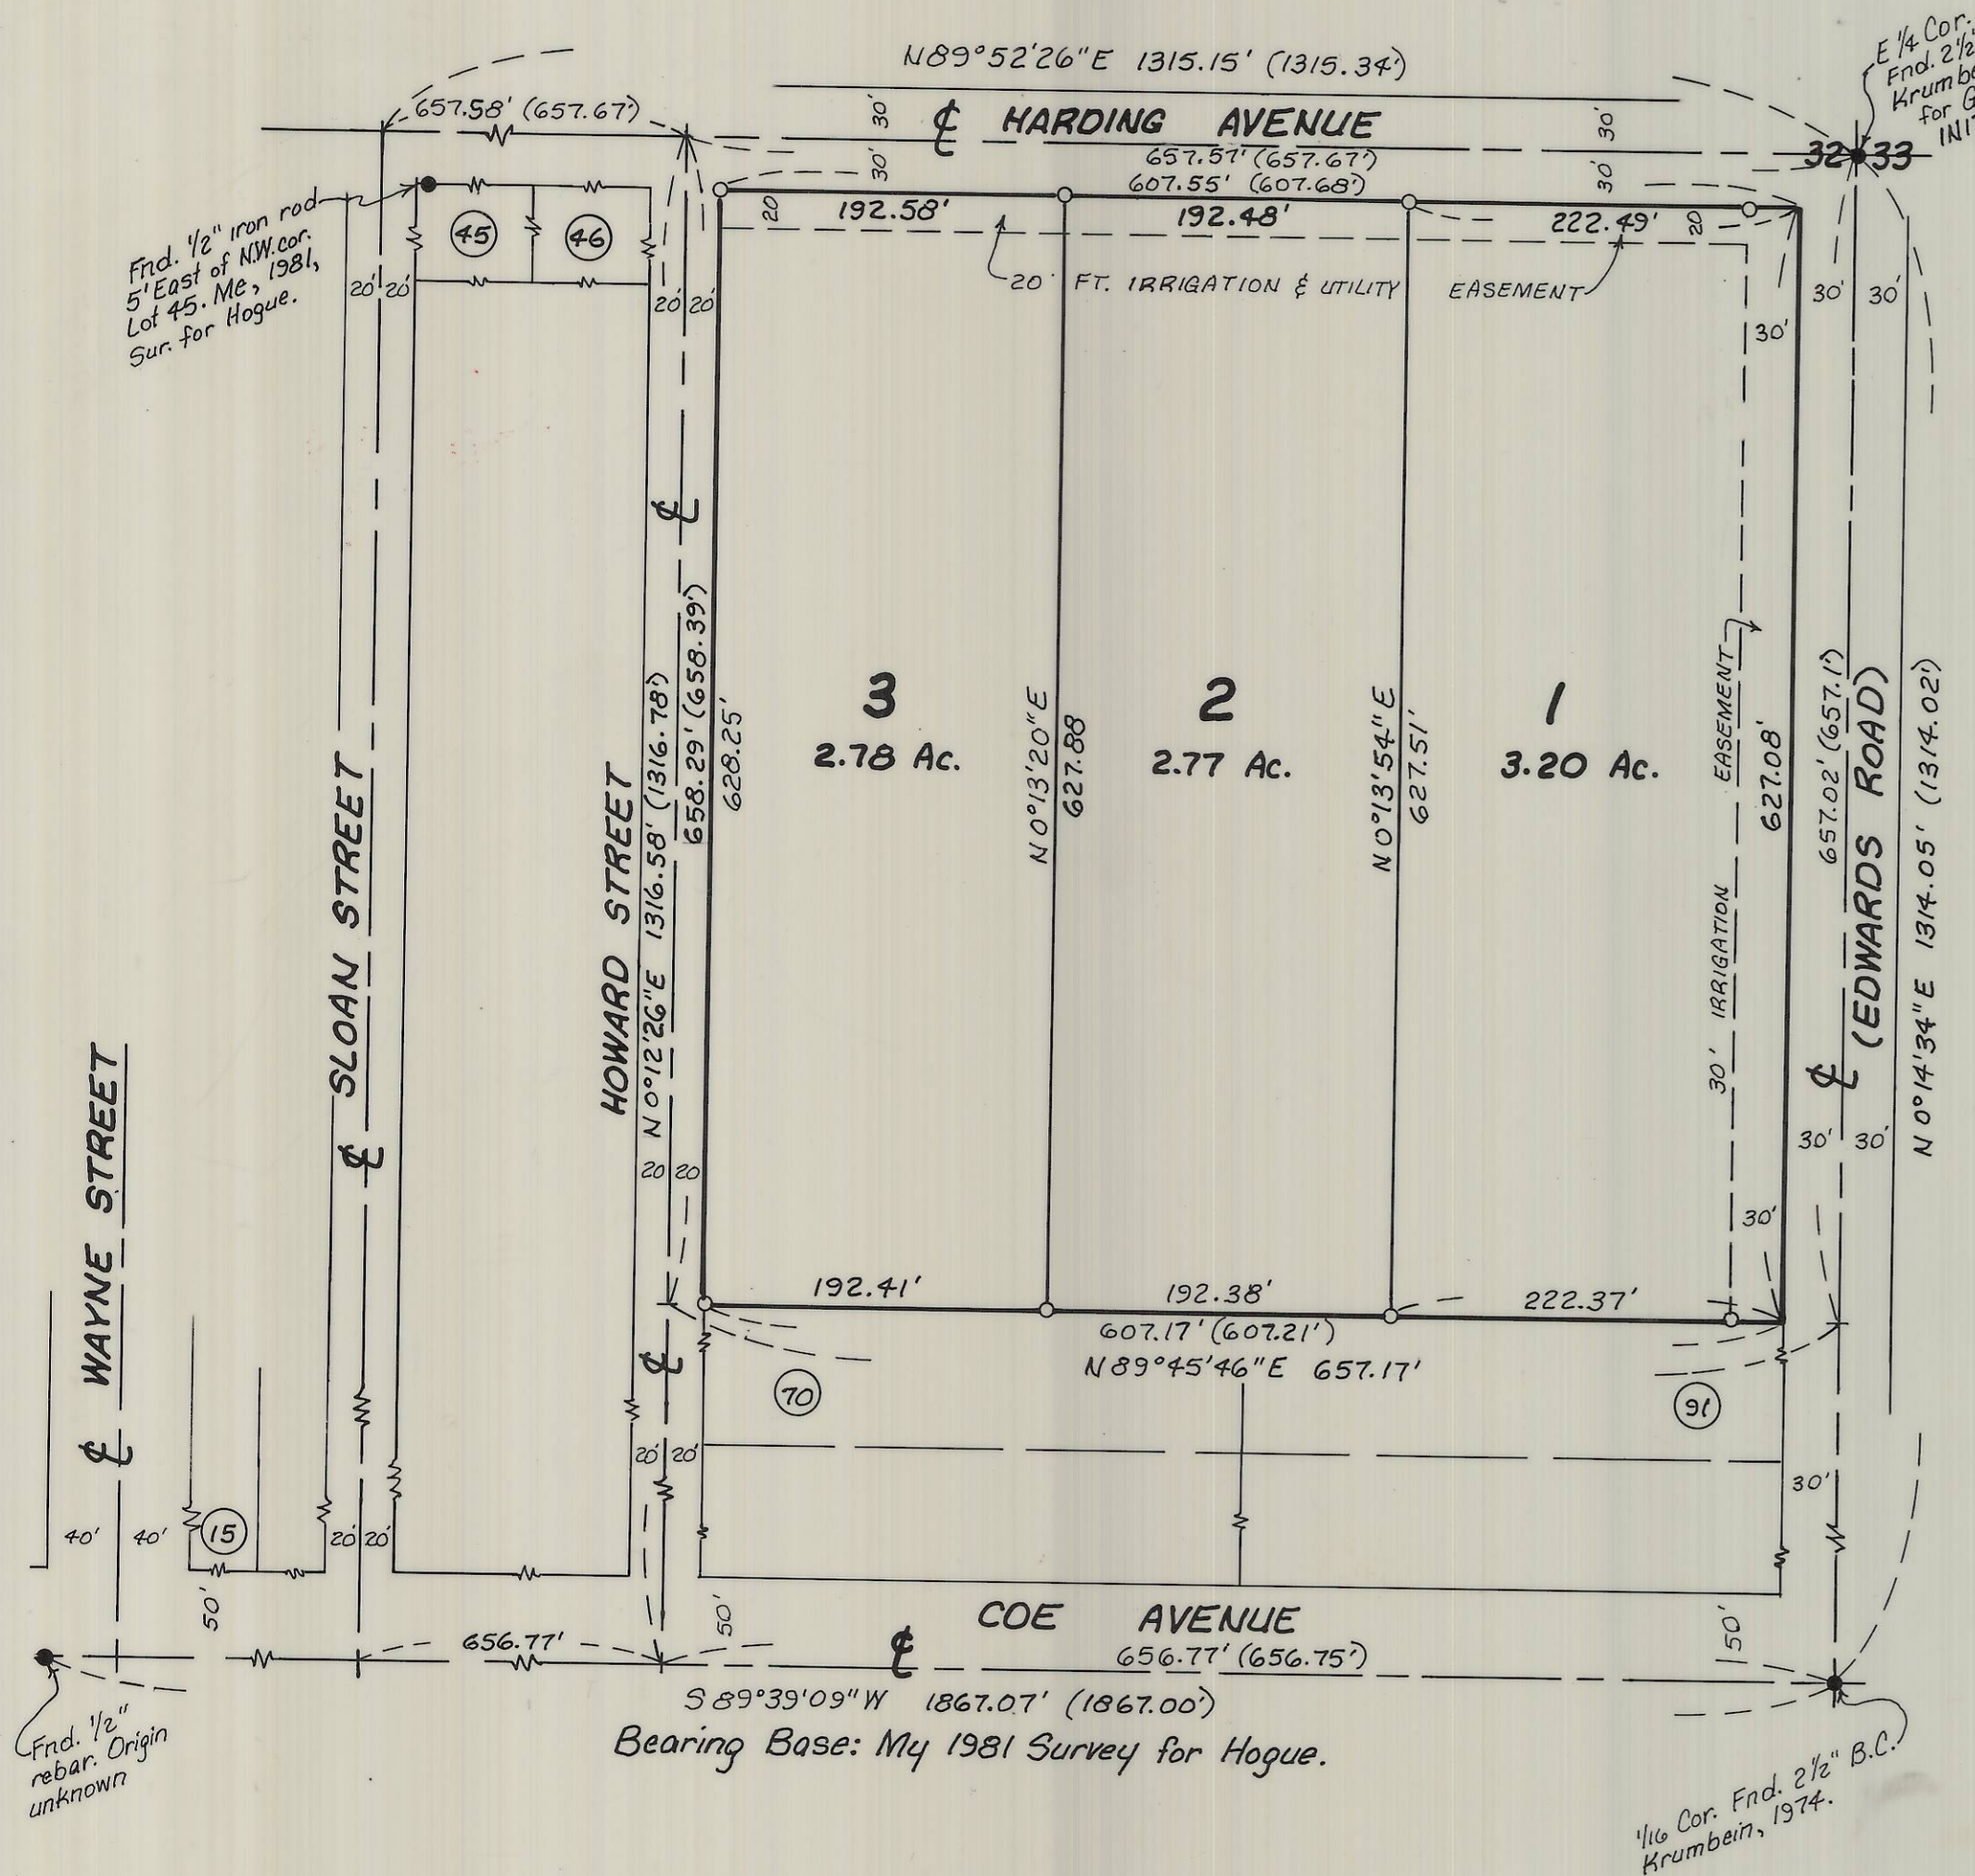 N89°52'26"E 1315.15' (1315.34')
E 1/4 Cor.
Fnd. 2 1/2"
for
657.58' (657.67')
30'
℄ HARDING AVENUE
30'
657.57' (657.67')
32 33
30'
607.55' (607.68')
30'
Fnd. 1/2" iron rod
5' East of N.W. cor.
Lot 45. Me, 1981,
Sur. for Hogue.
45
46
20
192.58'
192.48'
222.49'
20
20' 20'
20' 20'
20' FT. IRRIGATION & UTILITY EASEMENT
30'
30' 30'
℄
3
2.78 Ac.
2
2.77 Ac.
1
3.20 Ac.
℄ WAYNE STREET
℄ SLOAN STREET
HOWARD STREET
N0°12'26"E 1316.58' (1316.78')
658.29' (658.39')
628.25'
N0°13'20"E
627.88
N0°13'54"E
627.51'
30' IRRIGATION EASEMENT
627.08'
657.02' (657.1')
℄ (EDWARDS ROAD)
N0°14'34"E 1314.05' (1314.02')
20 20
30' 30'
30'
192.41'
192.38'
222.37'
607.17' (607.21')
℄
N89°45'46"E 657.17'
70
91
20' 20'
30'
40' 40'
15
20' 20'
50'
50'
COE AVENUE
150'
656.77'
℄
656.77' (656.75')
S89°39'09"W 1867.07' (1867.00')
Bearing Base: My 1981 Survey for Hogue.
Fnd. 1/2"
rebar. Origin
unknown
1/16 Cor. Fnd. 2 1/2" B.C.
Krumbein, 1974.